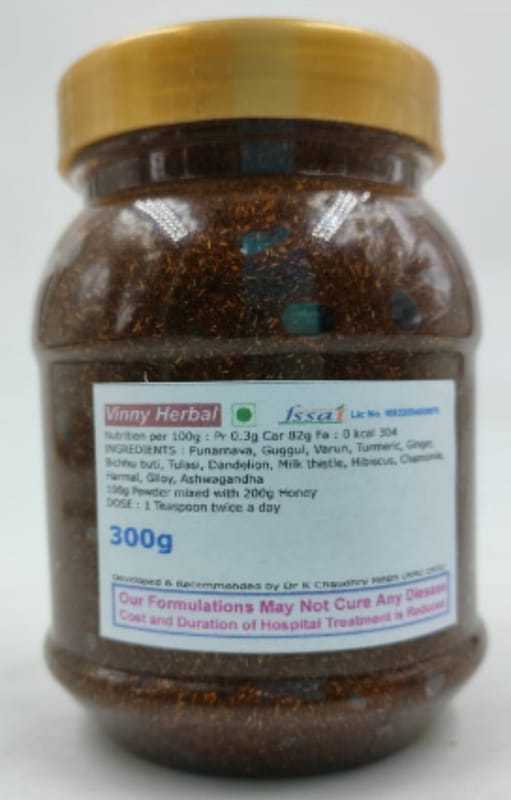 Vinny Herbal
fssai Lic No.
Nutrition per 100g : Pr 0.3g Car 82g Fa : 0 kcal 304
INGREDIENTS : Punarnava, Guggul, Varun, Turmeric, Ginger,
Bichhu buti, Tulasi, Dandelion, Milk thistle, Hibiscus, Chamomile,
Harmal, Giloy, Ashwagandha
100g Powder mixed with 200g Honey
DOSE : 1 Teaspoon twice a day
300g
Developed & Recommended by Dr K Chaudhry MBBS
Our Formulations May Not Cure Any Disease
Cost and Duration of Hospital Treatment is Reduced